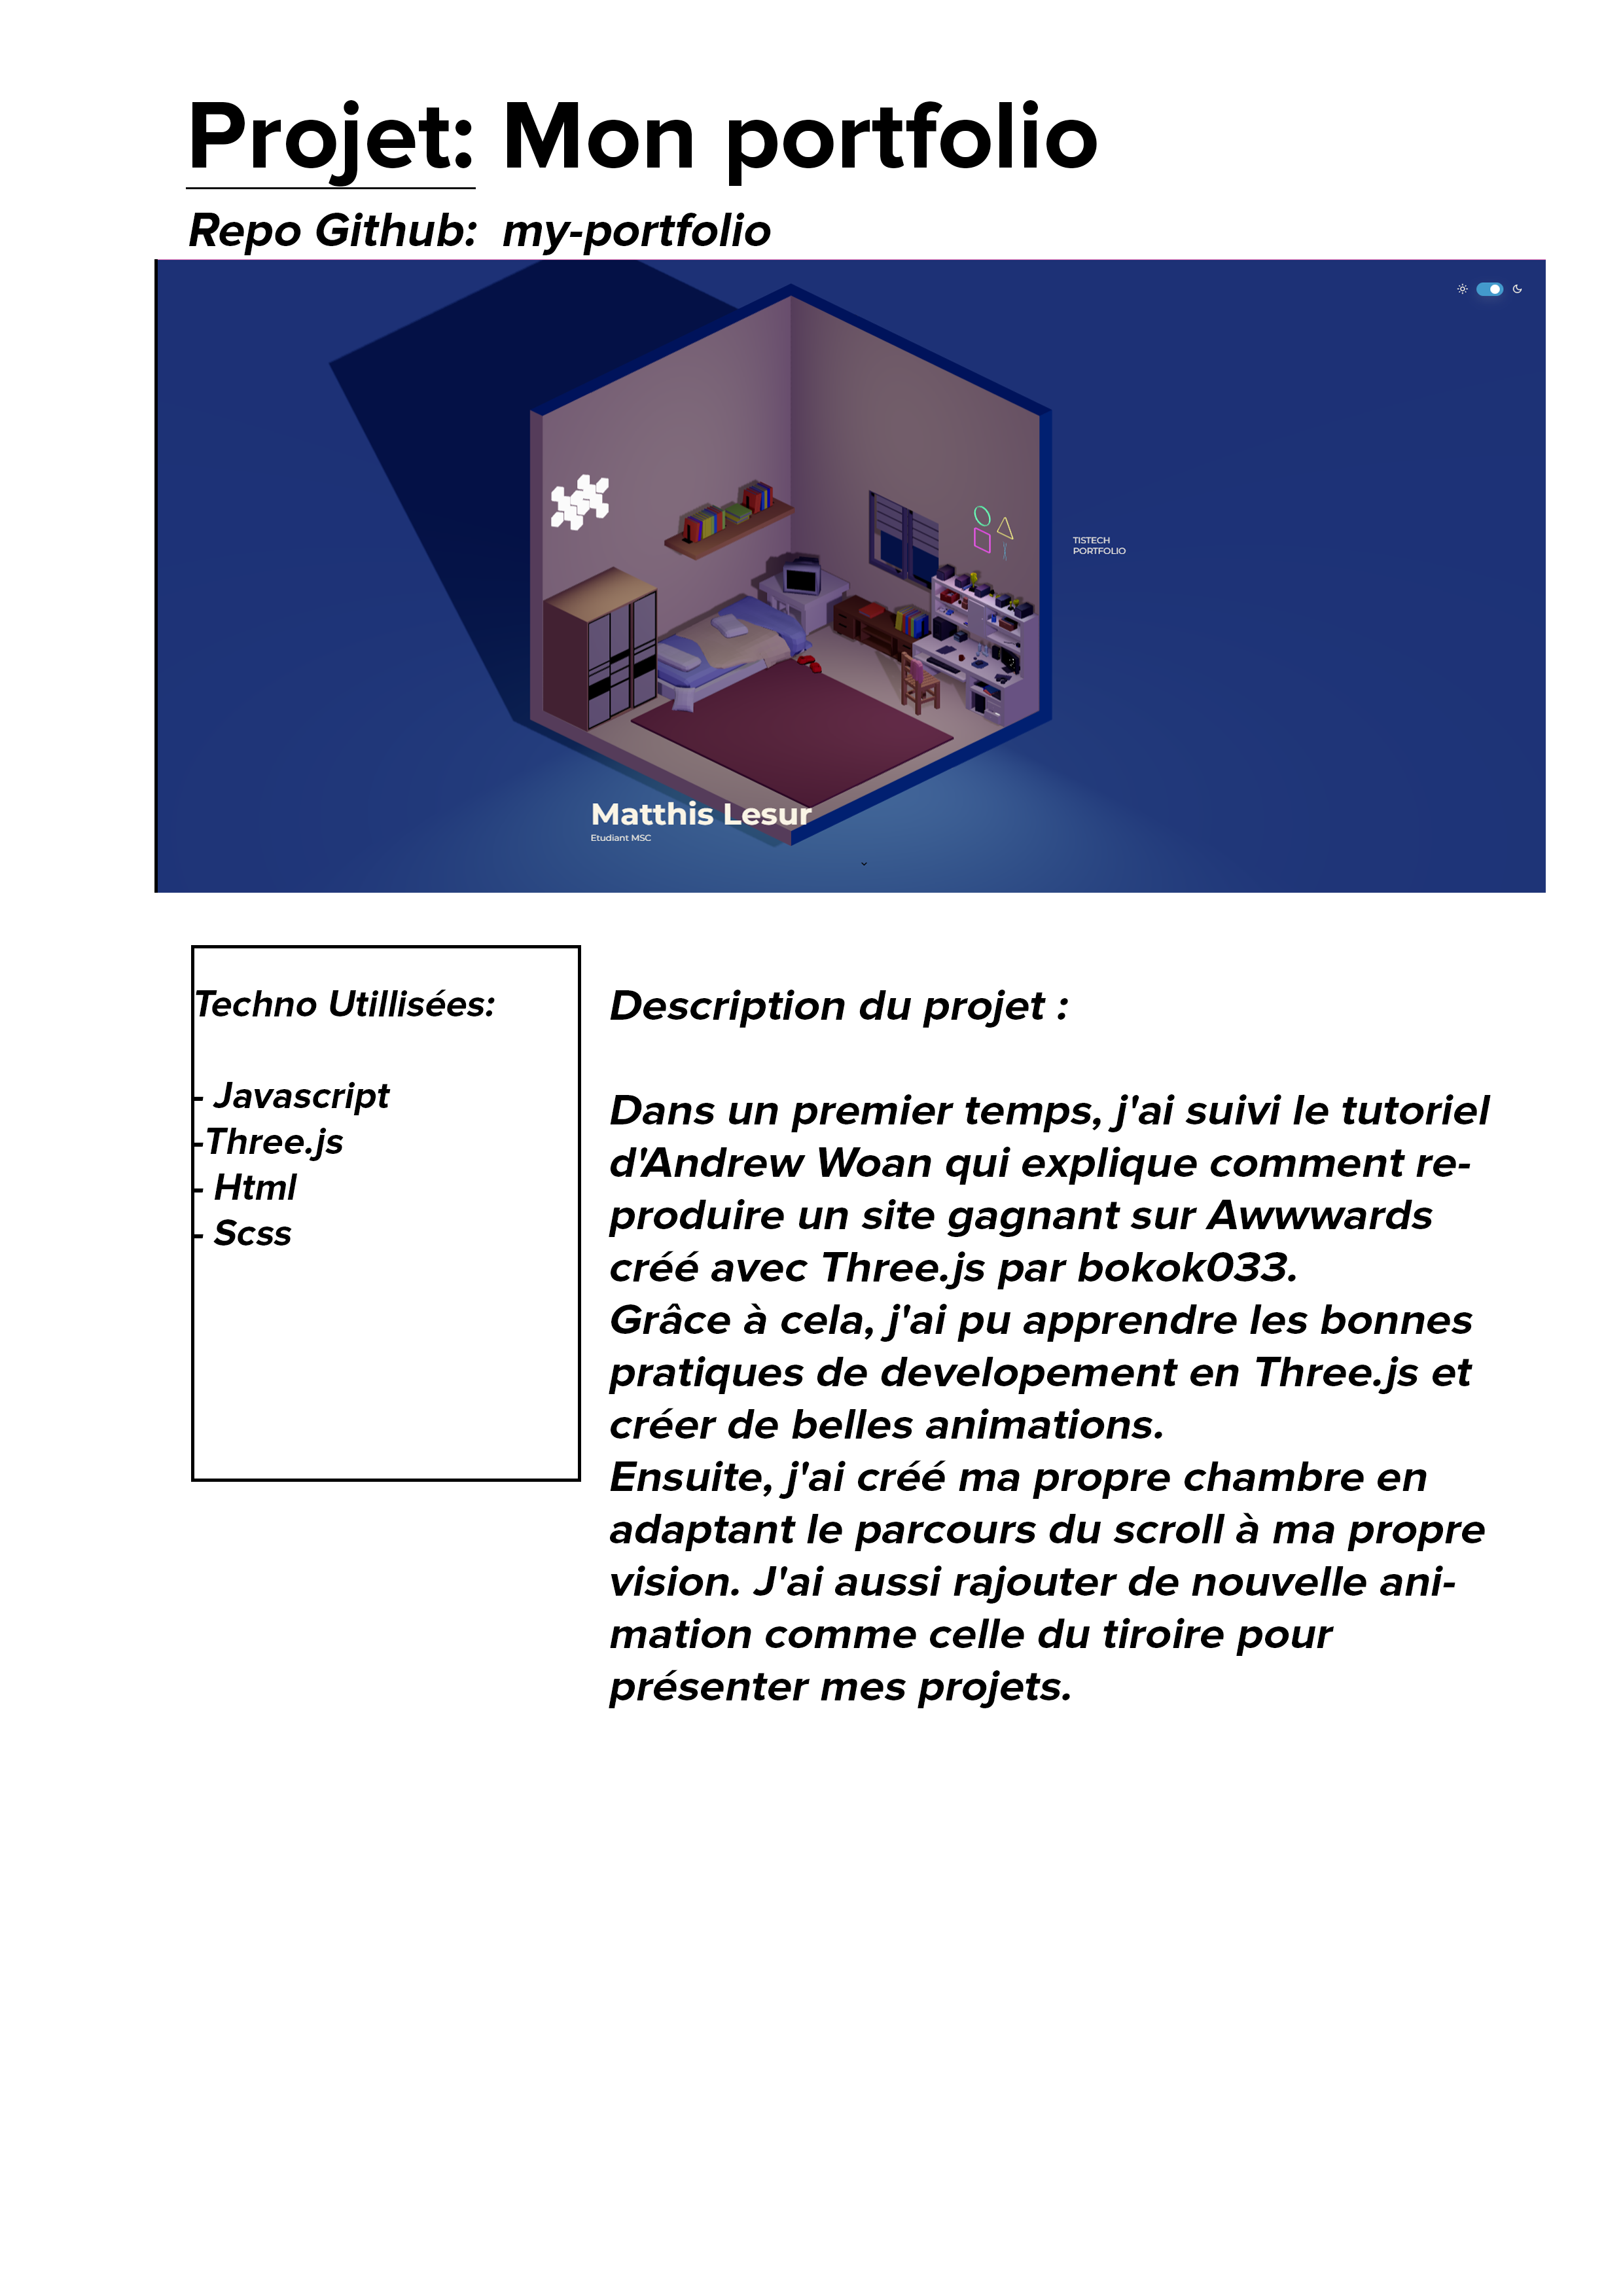 Projet: Mon portfolio
Repo Github:  my-portfolio
TISTECH
PORTFOLIO
Matthis Lesur
Etudiant MSC
Techno Utillisées:
- Javascript
-Three.js
- Html
- Scss
Description du projet :
Dans un premier temps, j'ai suivi le tutoriel
d'Andrew Woan qui explique comment re-
produire un site gagnant sur Awwwards
créé avec Three.js par bokok033.
Grâce à cela, j'ai pu apprendre les bonnes
pratiques de developement en Three.js et
créer de belles animations.
Ensuite, j'ai créé ma propre chambre en
adaptant le parcours du scroll à ma propre
vision. J'ai aussi rajouter de nouvelle ani-
mation comme celle du tiroire pour
présenter mes projets.